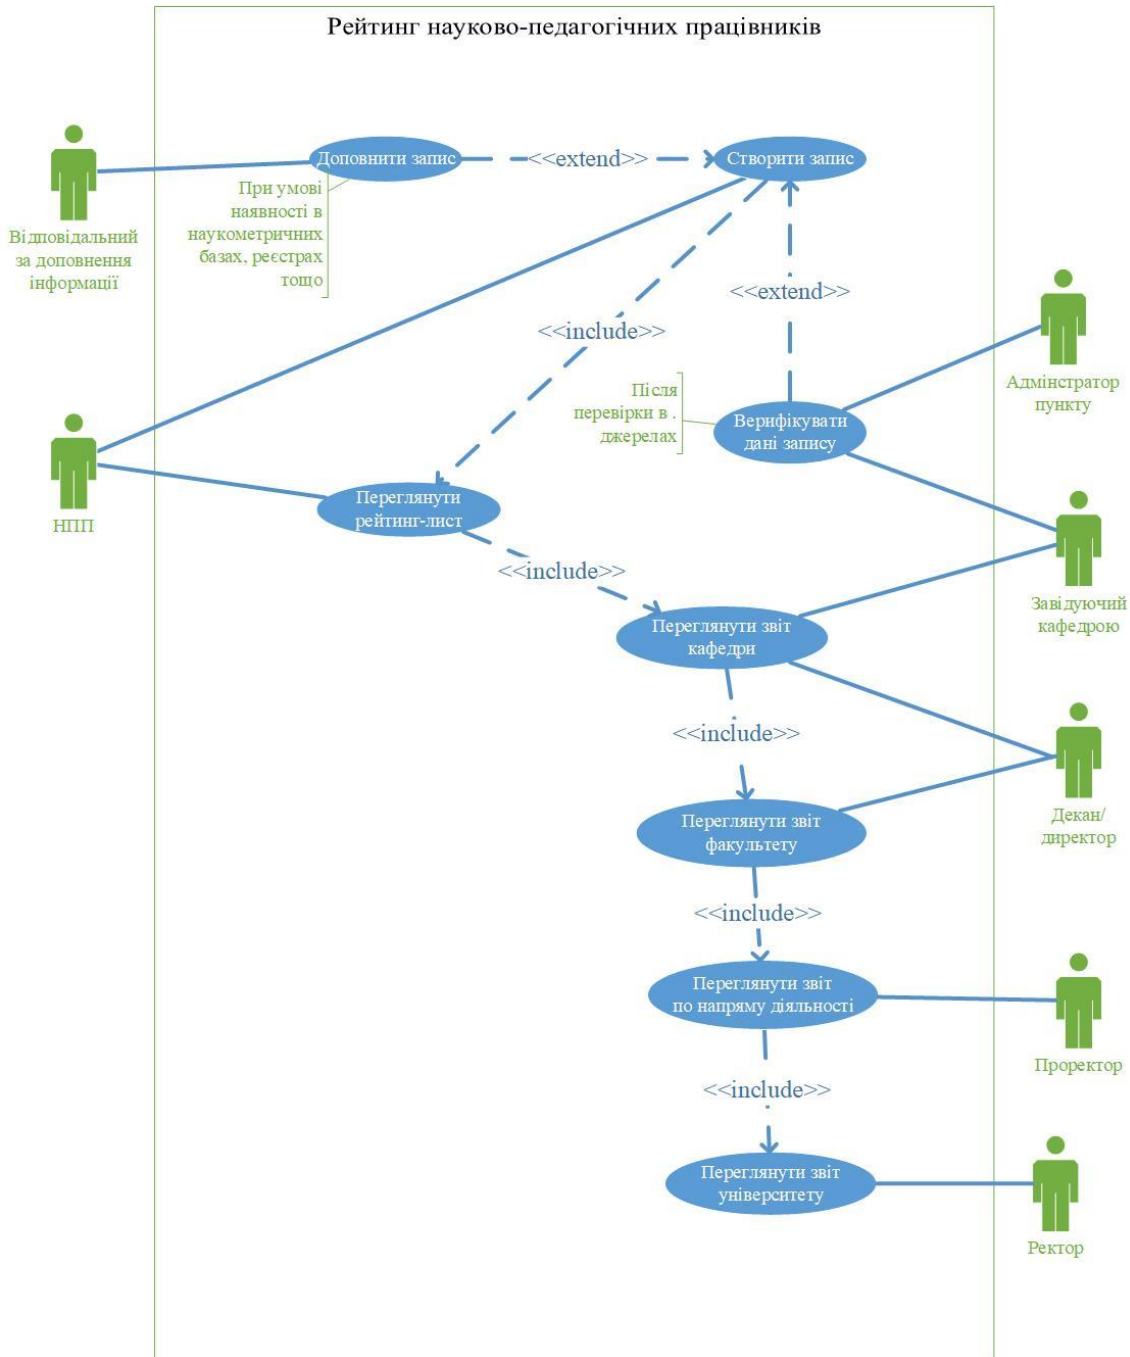 Рейтинг науково-педагогічних працівників
Доповнити запис
<<extend>>
Створити запис
При умові
наявності в
наукометричних
базах, реєстрах
тощо
Відповідальний
за доповнення
інформації
<<extend>>
<<include>>
Адмінстратор
пункту
Після
перевірки в .
джерелах
Верифікувати
дані запису
НПП
Переглянути
рейтинг-лист
<<include>>
Завідуючий
кафедрою
Переглянути звіт
кафедри
<<include>>
Декан/
директор
Переглянути звіт
факультету
<<include>>
Переглянути звіт
по напряму діяльності
Проректор
<<include>>
Переглянути звіт
університету
Ректор